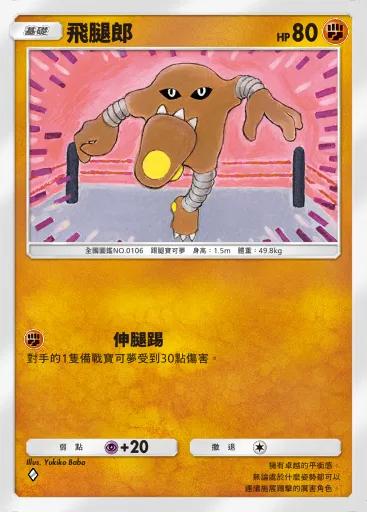 基礎 飛腿郎 HP 80
全國圖鑑NO.0106 踢腿寶可夢 身高：1.5m 體重：49.8kg
伸腿踢
對手的1隻備戰寶可夢受到30點傷害。
弱點 +20 撤退
Illus. Yukiko Baba
擁有卓越的平衡感。
無論處於什麼姿勢都可以
連續施展踢擊的厲害角色。